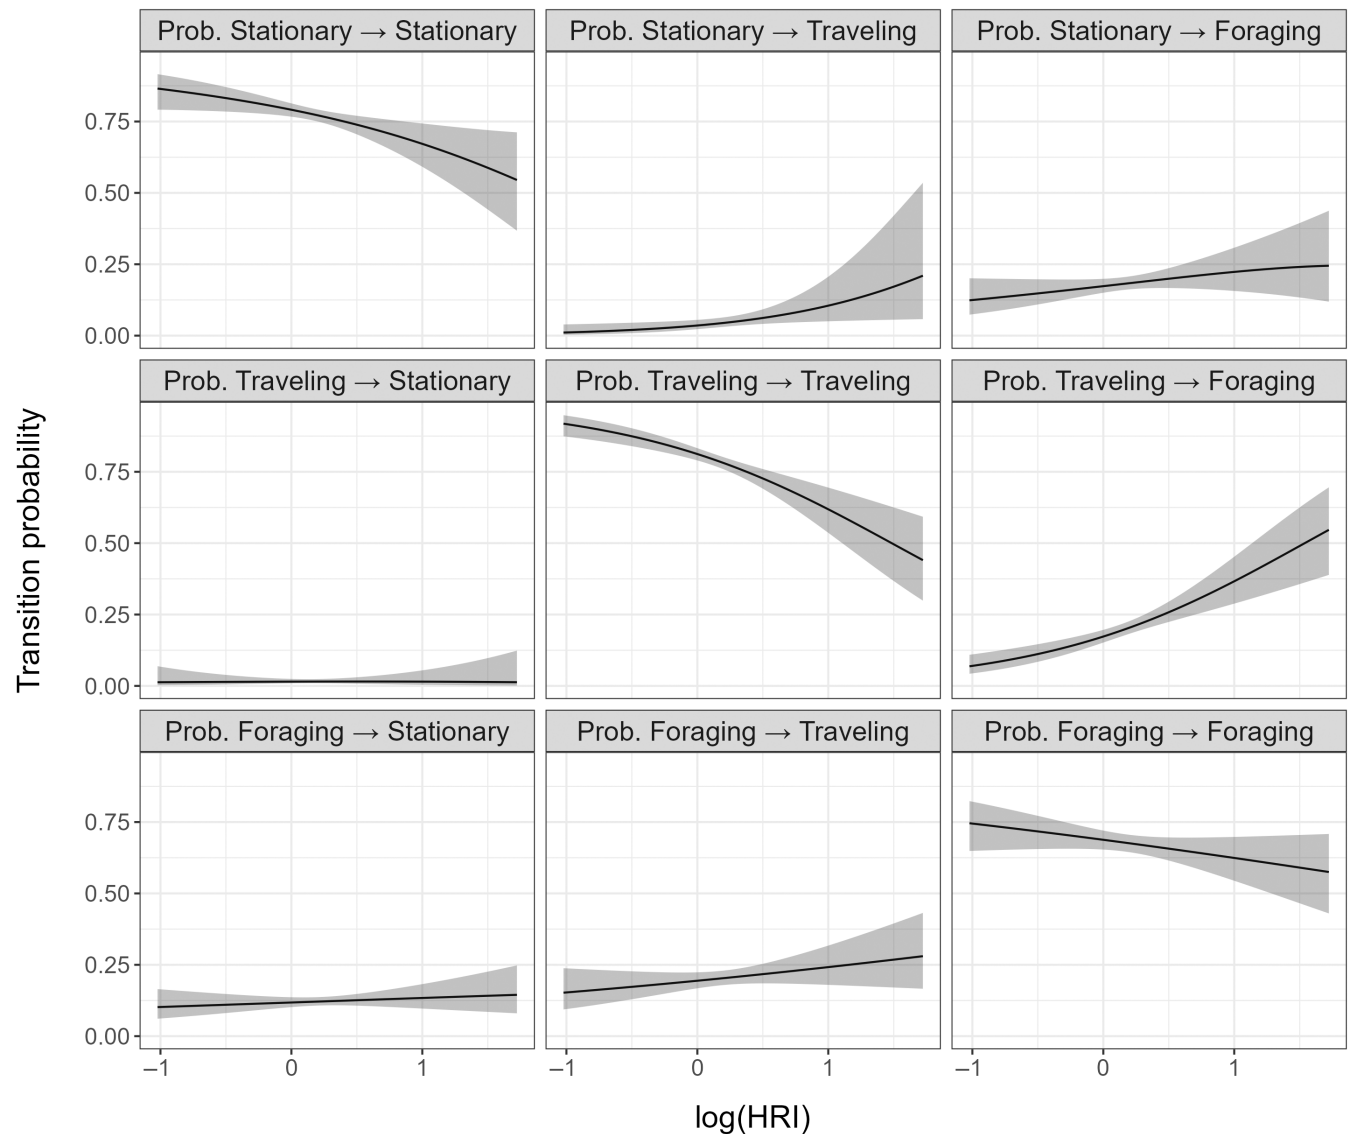 Prob. Stationary → Stationary
Prob. Stationary → Traveling
Prob. Stationary → Foraging
0.75
0.50
0.25
0.00
Prob. Traveling → Stationary
Prob. Traveling → Traveling
Prob. Traveling → Foraging
0.75
0.50
0.25
0.00
Transition probability
Prob. Foraging → Stationary
Prob. Foraging → Traveling
Prob. Foraging → Foraging
0.75
0.50
0.25
0.00
−1 0 1
−1 0 1
−1 0 1
log(HRI)